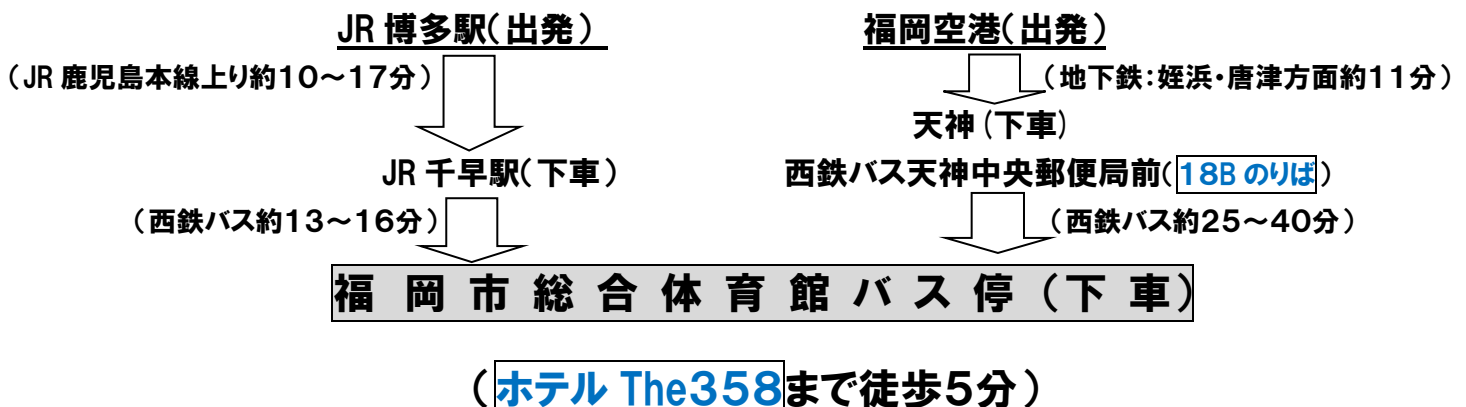 JR 博多駅(出発)
福岡空港(出発)
(JR 鹿児島本線上り約10～17分)
(地下鉄：姪浜・唐津方面約11分)
天神(下車)
JR 千早駅(下車)
西鉄バス天神中央郵便局前(18B のりば)
(西鉄バス約13～16分)
(西鉄バス約25～40分)
福岡市総合体育館バス停(下車)
(ホテル The358まで徒歩5分)